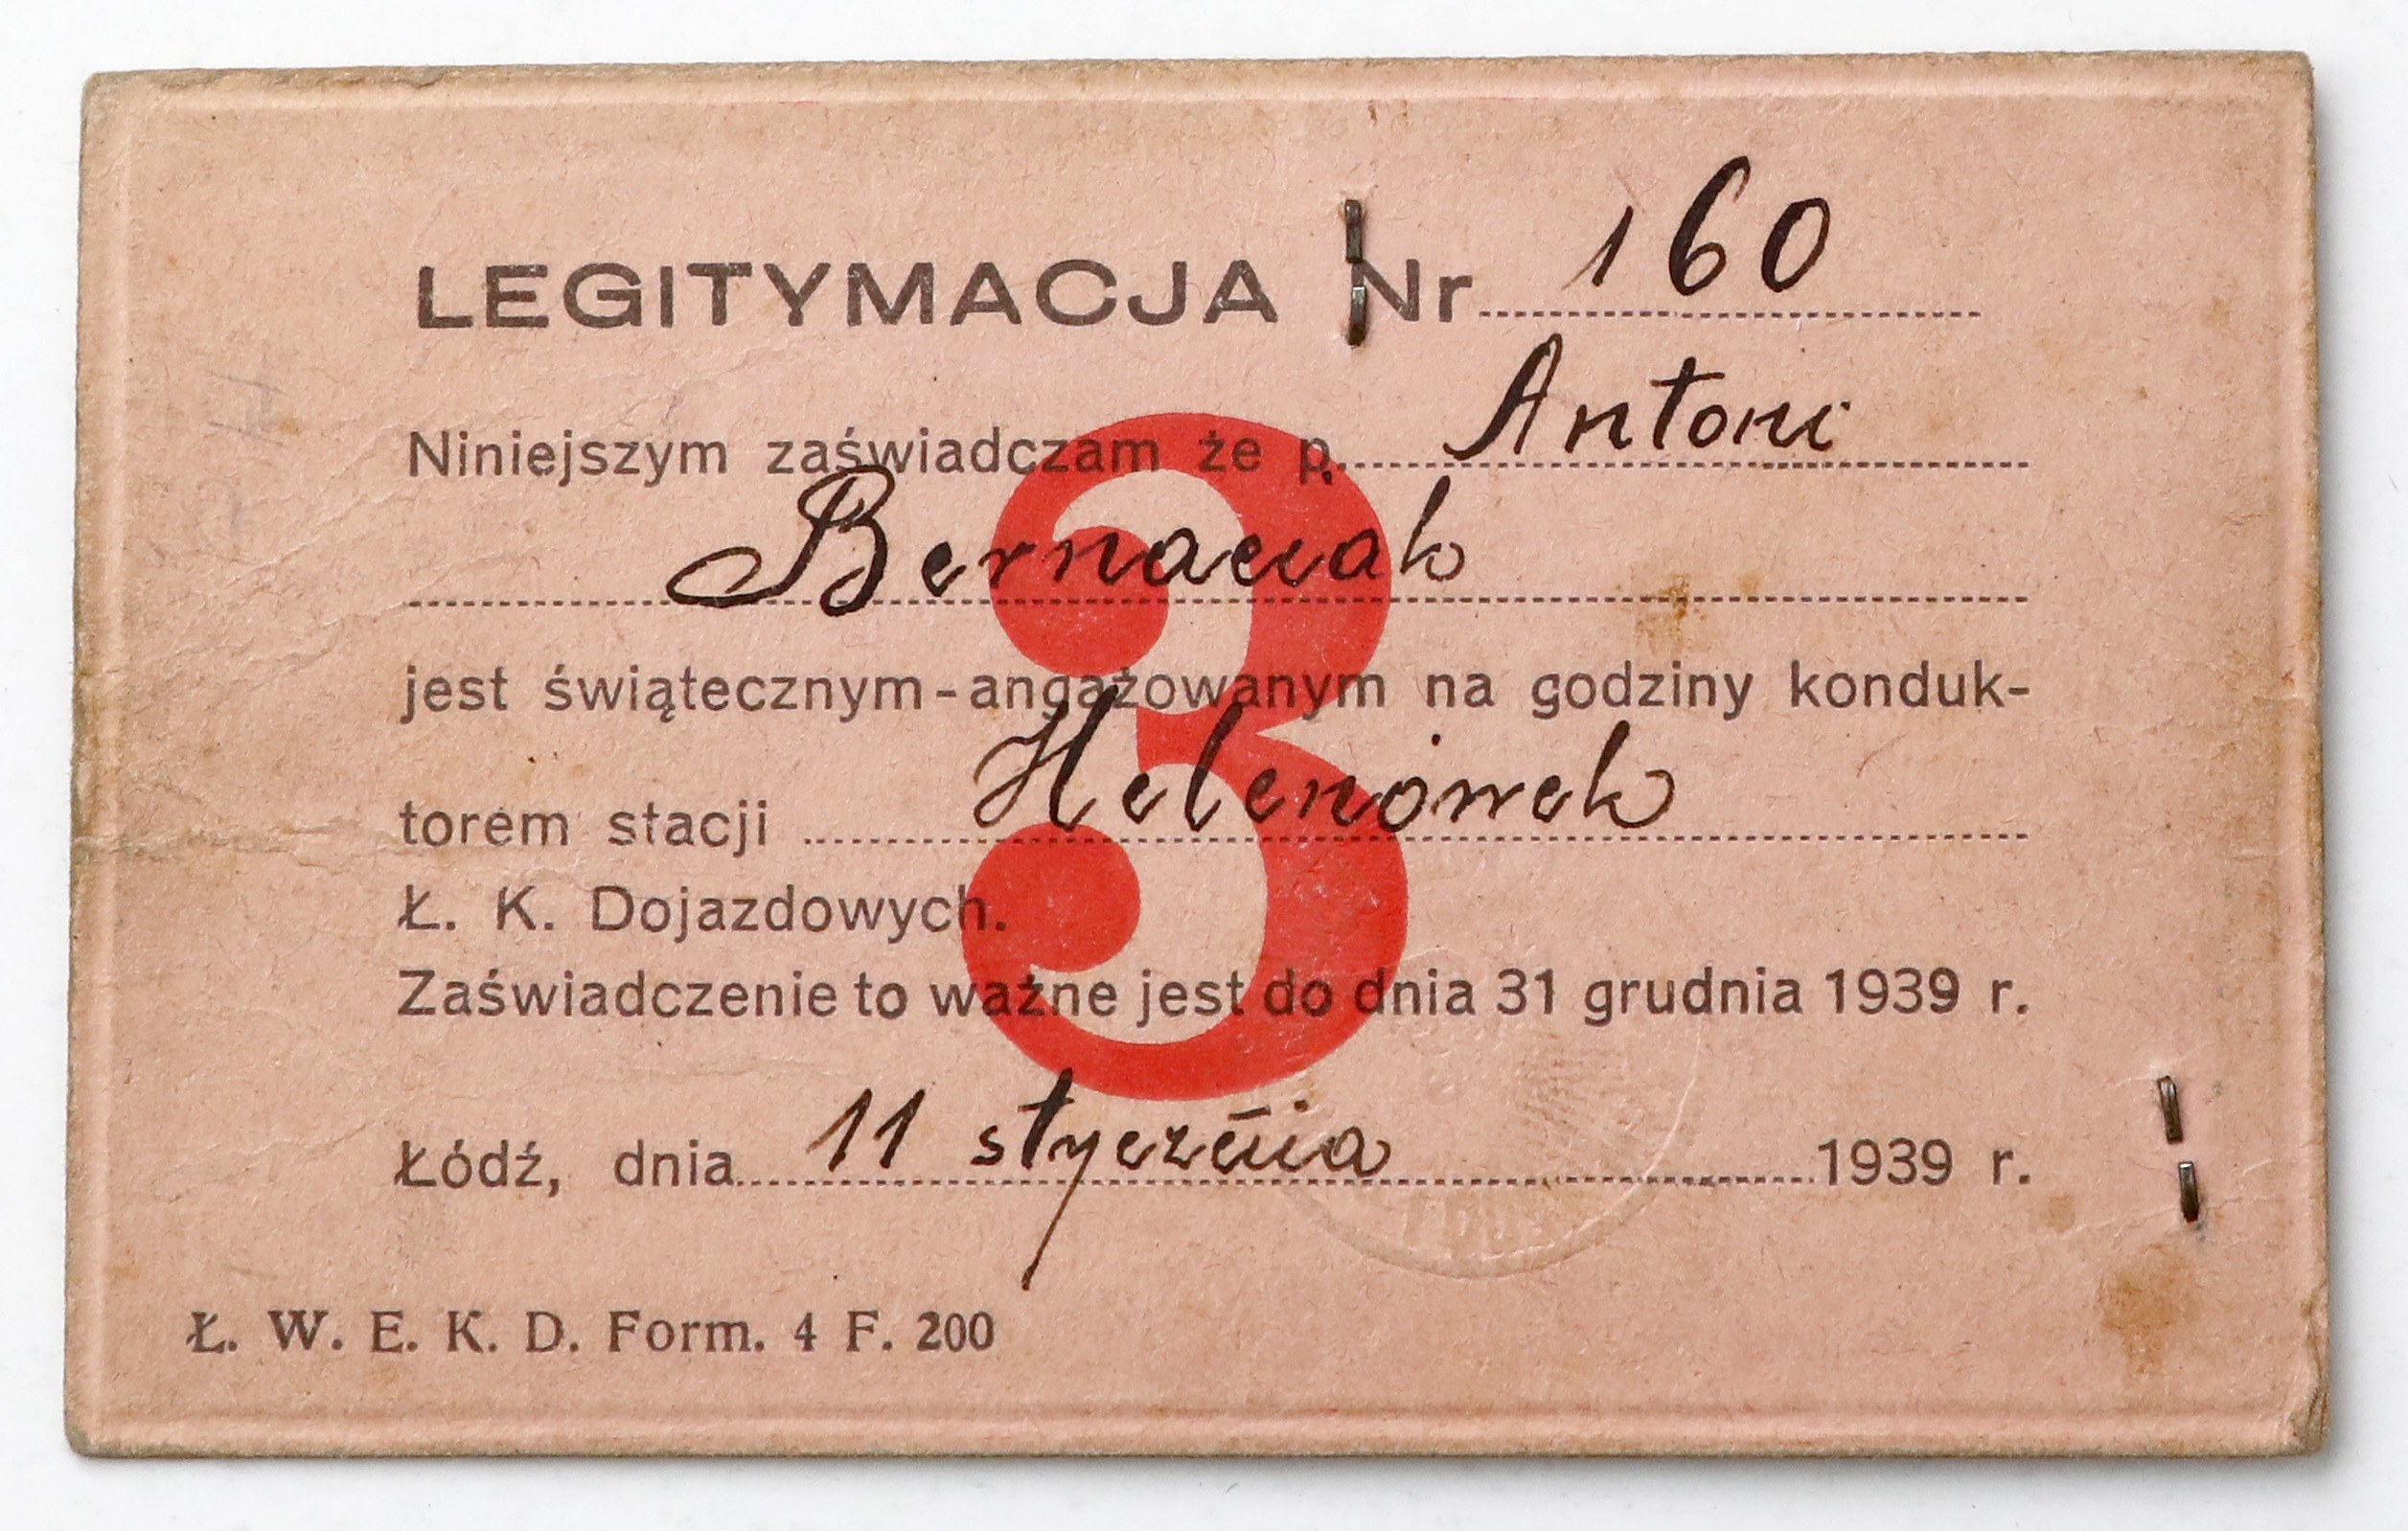 LEGITYMACJA Nr 160
Niniejszym zaświadczam że p. Antoni
Bernaciak
jest świątecznym-angażowanym na godziny konduk-
torem stacji Helenówek
Ł. K. Dojazdowych.
3
Zaświadczenie to ważne jest do dnia 31 grudnia 1939 r.
Łódź, dnia 11 stycznia 1939 r.
Ł. W. E. K. D. Form. 4 F. 200